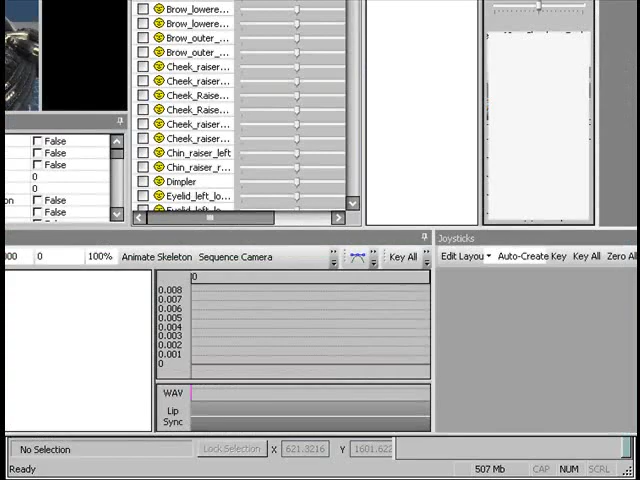 Brow_lowere...
Brow_lowere...
Brow_outer_...
Brow_outer_...
Cheek_raiser...
Cheek_raiser...
Cheek_Raise...
Cheek_Raise...
Cheek_raiser...
Cheek_raiser...
Chin_raiser_left
Chin_raiser_r...
Dimpler
Eyelid_left_lo...
Eyelid_left_lo...
False
False
False
0
0
on False
False
Joysticks
000 0 100% Animate Skeleton Sequence Camera Key All
Edit Layou Auto-Create Key Key All Zero All
0
0.008
0.007
0.006
0.005
0.004
0.003
0.002
0.001
0
WAV
Lip
Sync
No Selection Lock Selection X 621.3216 Y 1601.622
Ready 507 Mb CAP NUM SCRL